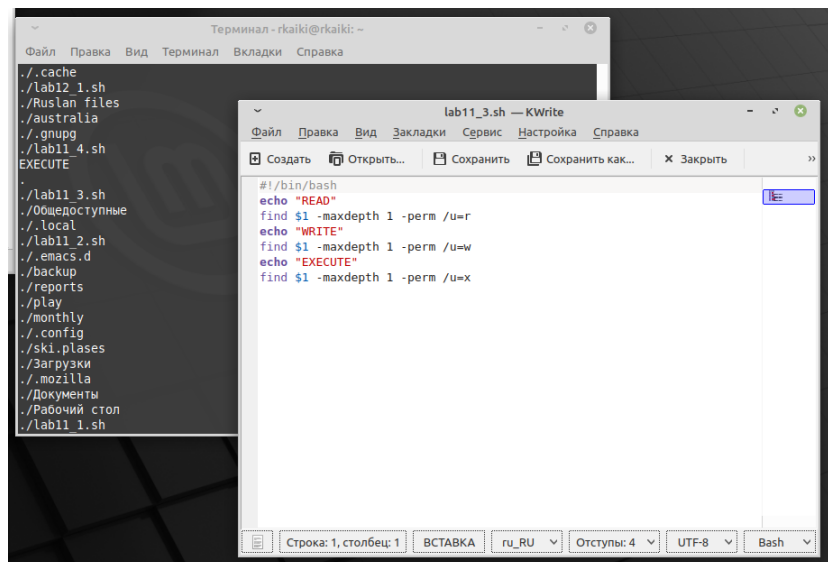 Терминал - rkaiki@rkaiki: ~
Файл Правка Вид Терминал Вкладки Справка
./.cache
./lab12_1.sh
./Ruslan files
./australia
./.gnupg
./lab11_4.sh
EXECUTE
.
./lab11_3.sh
./Общедоступные
./.local
./lab11_2.sh
./.emacs.d
./backup
./reports
./play
./monthly
./.config
./ski.plases
./Загрузки
./.mozilla
./Документы
./Рабочий стол
./lab11_1.sh
lab11_3.sh — KWrite
Файл Правка Вид Закладки Сервис Настройка Справка
Создать Открыть... Сохранить Сохранить как... Закрыть
#!/bin/bash
echo "READ"
find $1 -maxdepth 1 -perm /u=r
echo "WRITE"
find $1 -maxdepth 1 -perm /u=w
echo "EXECUTE"
find $1 -maxdepth 1 -perm /u=x
Строка: 1, столбец: 1 ВСТАВКА ru_RU Отступы: 4 UTF-8 Bash